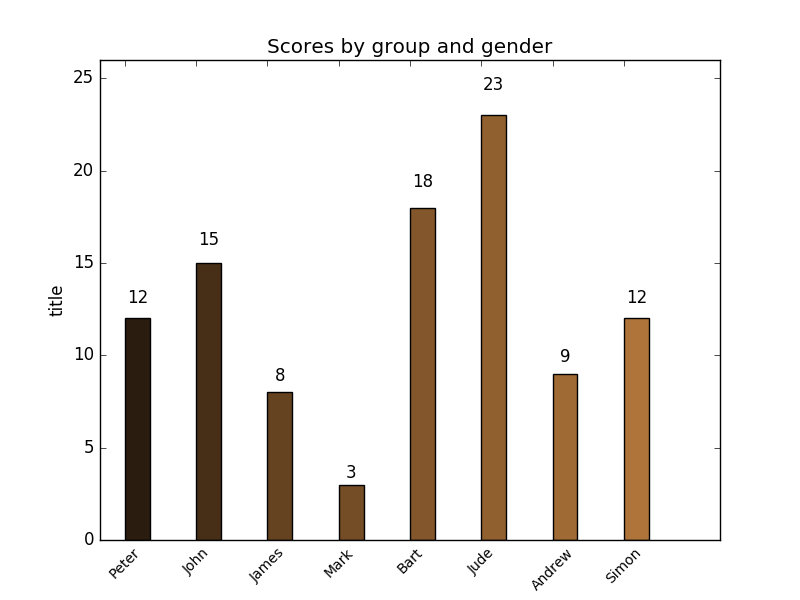 Scores by group and gender
title
25
20
15
10
5
0
12
15
8
3
18
23
9
12
Peter
John
James
Mark
Bart
Jude
Andrew
Simon